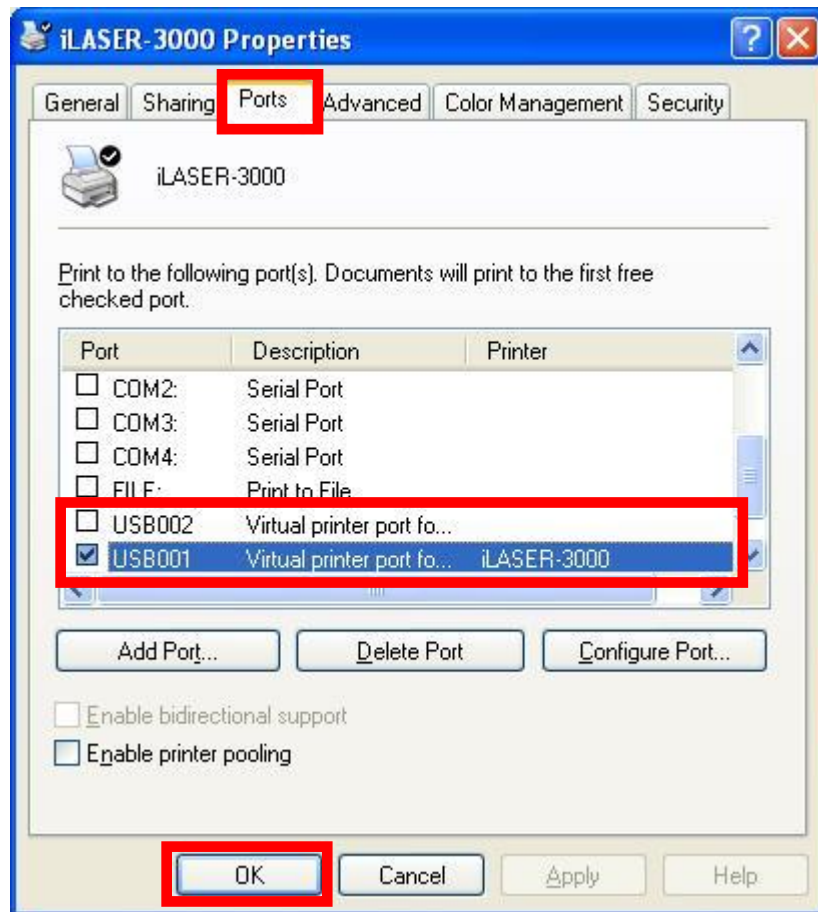 iLASER-3000 Properties
General Sharing Ports Advanced Color Management Security
iLASER-3000
Print to the following port(s). Documents will print to the first free
checked port.
Port Description Printer
COM2: Serial Port
COM3: Serial Port
COM4: Serial Port
FILE: Print to File
USB002 Virtual printer port fo...
USB001 Virtual printer port fo... iLASER-3000
Add Port... Delete Port Configure Port...
Enable bidirectional support
Enable printer pooling
OK Cancel Apply Help